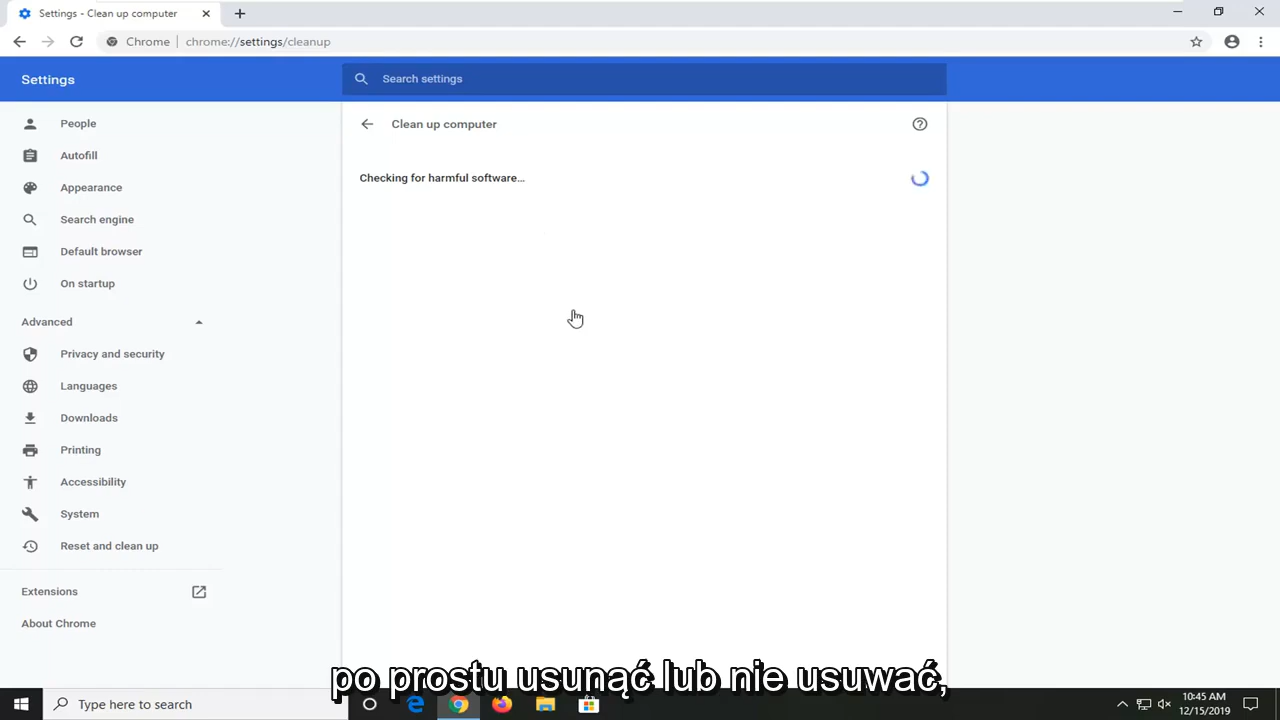 Settings - Clean up computer
Chrome | chrome://settings/cleanup
Settings
Search settings
People
Autofill
Appearance
Search engine
Default browser
On startup
Advanced
Privacy and security
Languages
Downloads
Printing
Accessibility
System
Reset and clean up
Extensions
About Chrome
Clean up computer
Checking for harmful software...
po prostu usunąć lub nie usuwać,
Type here to search
10:45 AM
12/15/2019